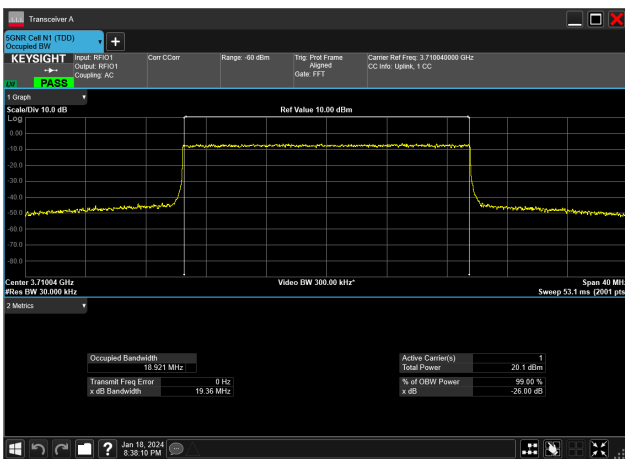 Transceiver A
5GNR Cell N1 (TDD)
Occupied BW
KEYSIGHT
PASS
Input: RFIO1
Output: RFIO1
Coupling: AC
Corr CCorr
Range: -60 dBm
Trig: Prot Frame
Aligned
Gate: FFT
Carrier Ref Freq: 3.710040000 GHz
CC Info: Uplink, 1 CC
1 Graph
Scale/Div 10.0 dB
Ref Value 10.00 dBm
Log
0.00
-10.0
-20.0
-30.0
-40.0
-50.0
-60.0
-70.0
-80.0
Center 3.71004 GHz
Video BW 300.00 kHz*
Span 40 MHz
#Res BW 30.000 kHz
Sweep 53.1 ms (2001 pts
2 Metrics
Occupied Bandwidth
18.921 MHz
Transmit Freq Error 0 Hz
x dB Bandwidth 19.36 MHz
Active Carrier(s) 1
Total Power 20.1 dBm
% of OBW Power 99.00 %
x dB -26.00 dB
Jan 18, 2024
8:38:10 PM